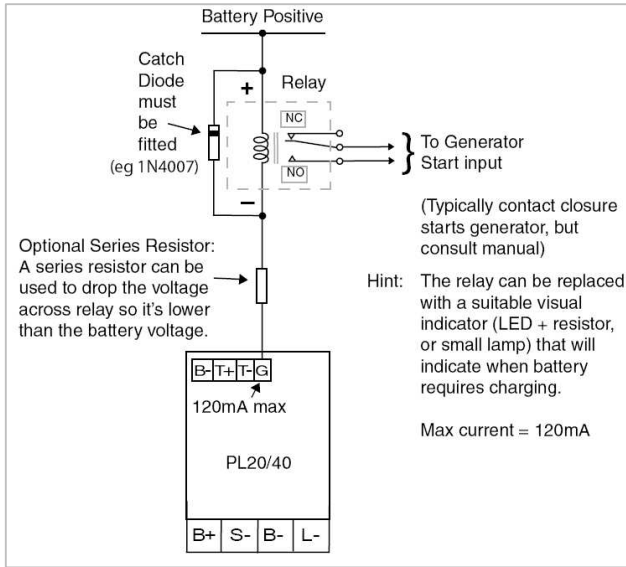 Battery Positive
Catch
Diode
must
be
fitted
(eg 1N4007)
+
Relay
NC
NO
–
To Generator
Start input
(Typically contact closure
starts generator, but
consult manual)
Optional Series Resistor:
A series resistor can be
used to drop the voltage
across relay so it's lower
than the battery voltage.
Hint: The relay can be replaced
with a suitable visual
indicator (LED + resistor,
or small lamp) that will
indicate when battery
requires charging.
Max current = 120mA
B- T+ T- G
120mA max
PL20/40
B+ S- B- L-